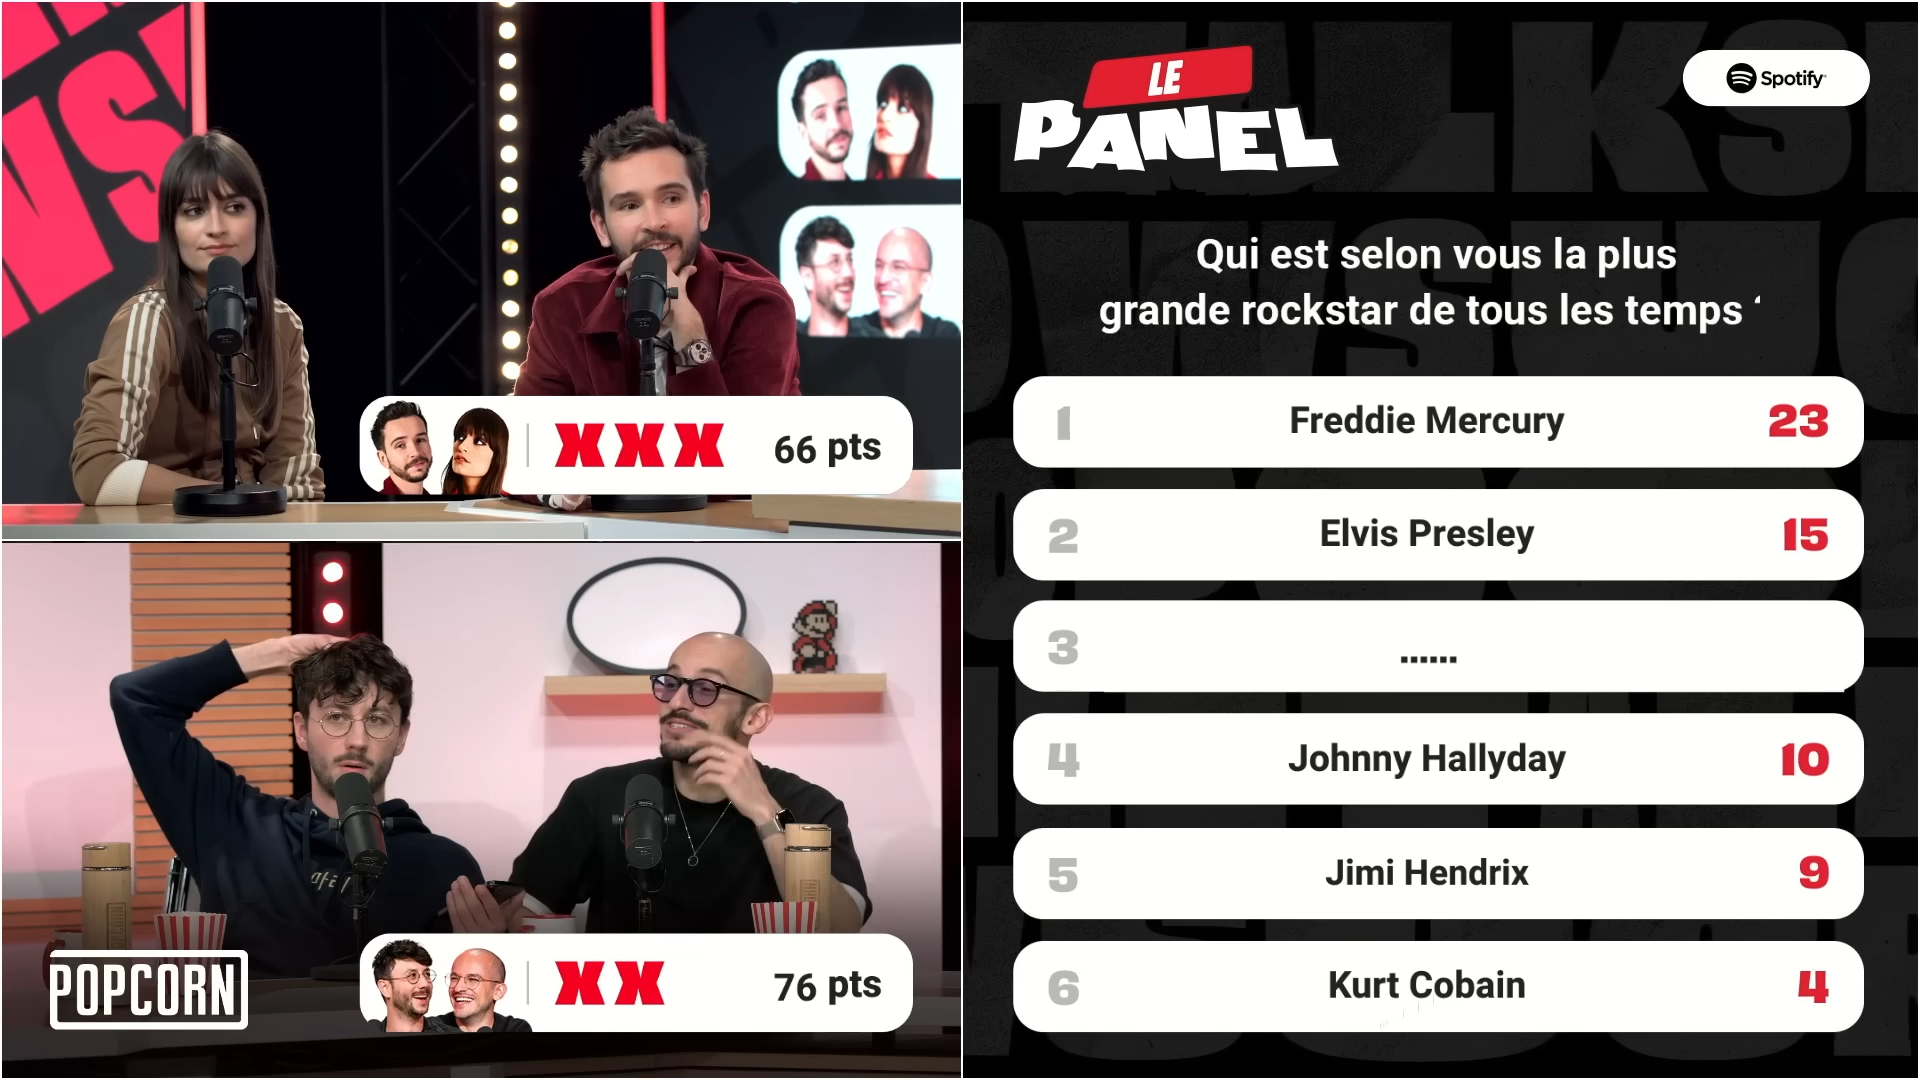 XXX 66 pts
POPCORN
XX 76 pts
LE
PANEL
Spotify
Qui est selon vous la plus
grande rockstar de tous les temps
1 Freddie Mercury 23
2 Elvis Presley 15
3 ......
4 Johnny Hallyday 10
5 Jimi Hendrix 9
6 Kurt Cobain 4